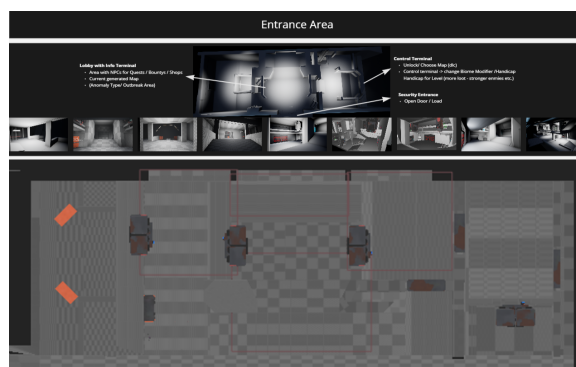 Entrance Area
Lobby with Info Terminal
- Area with NPCs for Quests / Bountys / Shops
- Current generated Map
- (Anomaly Type/ Outbreak Area)
Control Terminal
- Unlock/ Choose Map (dlc)
- Control terminal -> change Biome Modifier /Handicap
Handicap for Level (more loot - stronger enmies etc.)
Security Entrance
- Open Door / Load